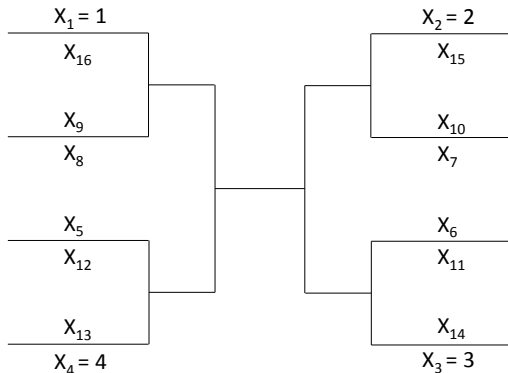 X₁ = 1
X₁₆
X₉
X₈
X₅
X₁₂
X₁₃
X₄ = 4
X₂ = 2
X₁₅
X₁₀
X₇
X₆
X₁₁
X₁₄
X₃ = 3